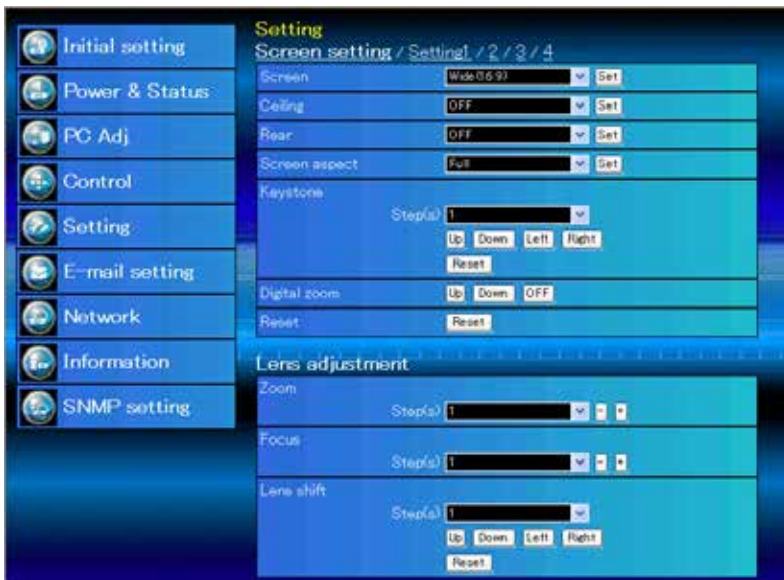 Initial setting
Power & Status
PC Adj.
Control
Setting
E-mail setting
Network
Information
SNMP setting
Setting
Screen setting / Setting1 / 2 / 3 / 4
Screen Wide(16:9) Set
Ceiling OFF Set
Rear OFF Set
Screen aspect Full Set
Keystone
Step(s) 1
Up Down Left Right
Reset
Digital zoom Up Down OFF
Reset Reset
Lens adjustment
Zoom
Step(s) 1 - +
Focus
Step(s) 1 - +
Lens shift
Step(s) 1
Up Down Left Right
Reset